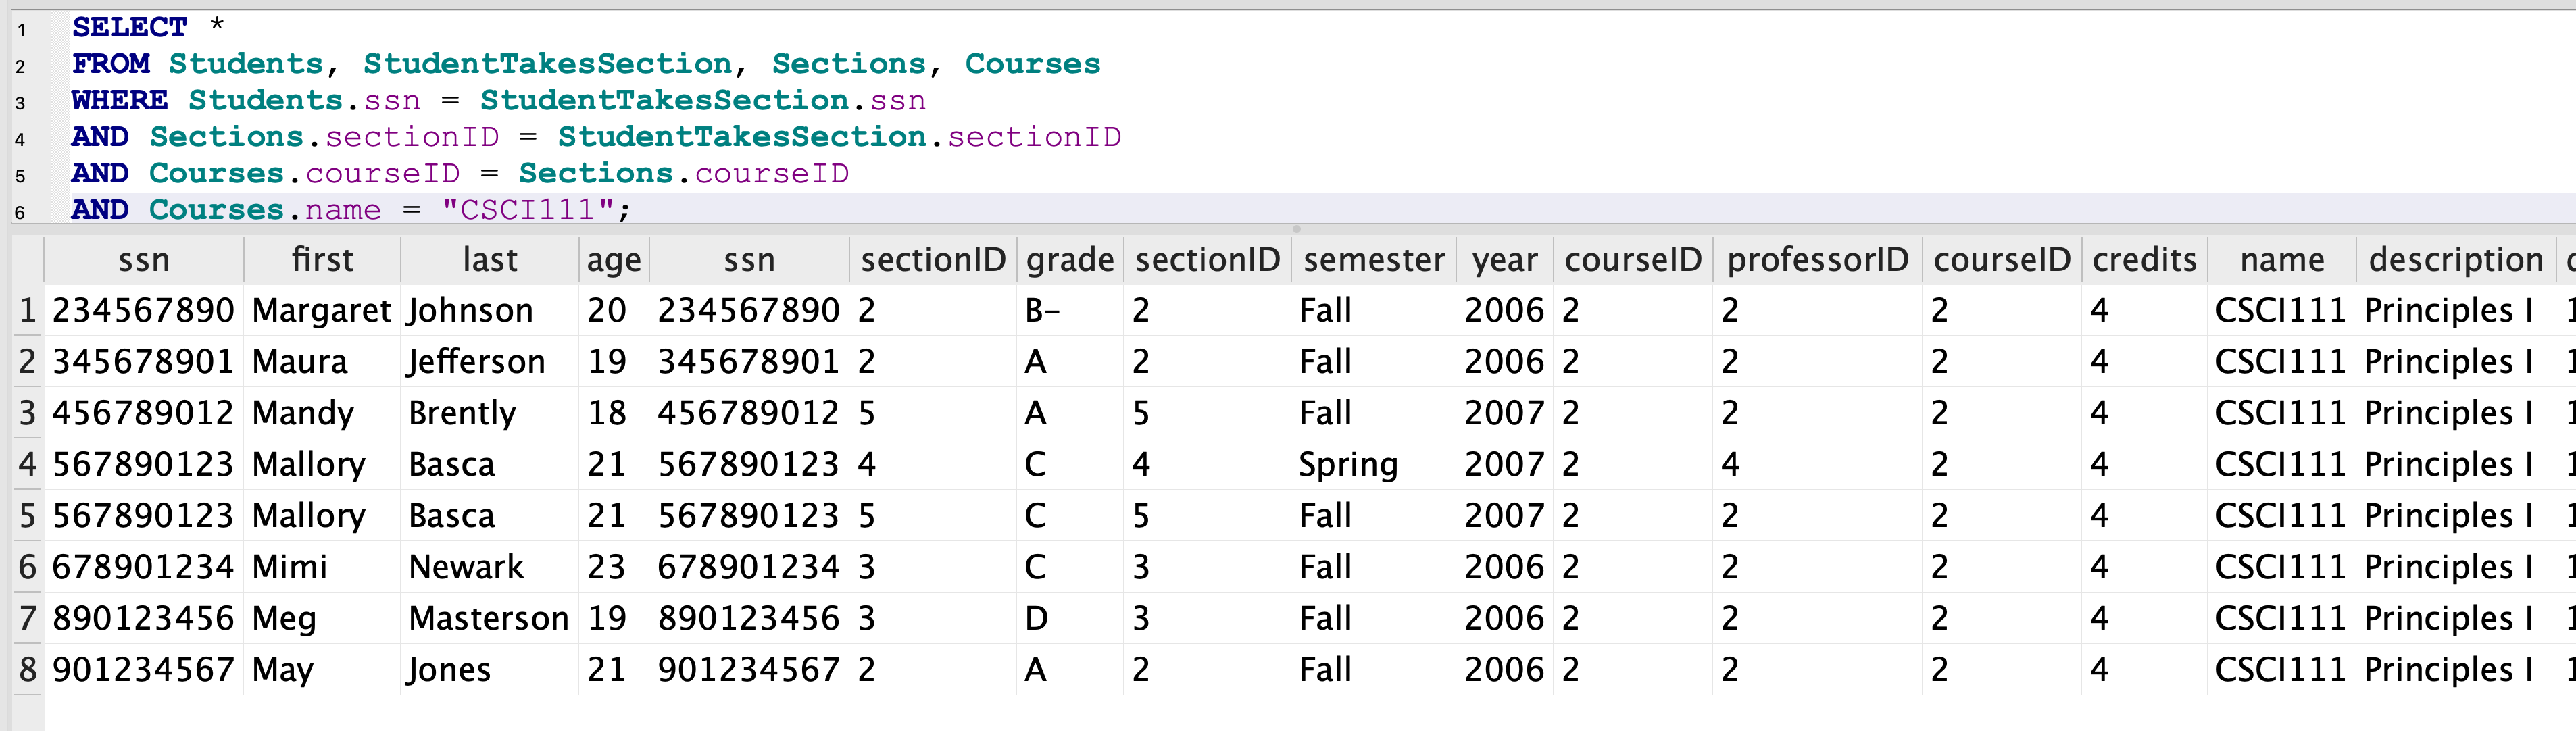 1 SELECT *
2 FROM Students, StudentTakesSection, Sections, Courses
3 WHERE Students.ssn = StudentTakesSection.ssn
4 AND Sections.sectionID = StudentTakesSection.sectionID
5 AND Courses.courseID = Sections.courseID
6 AND Courses.name = "CSCI111";
ssn first last age ssn sectionID grade sectionID semester year courseID professorID courseID credits name description
1 234567890 Margaret Johnson 20 234567890 2 B- 2 Fall 2006 2 2 2 4 CSCI111 Principles I
2 345678901 Maura Jefferson 19 345678901 2 A 2 Fall 2006 2 2 2 4 CSCI111 Principles I
3 456789012 Mandy Brently 18 456789012 5 A 5 Fall 2007 2 2 2 4 CSCI111 Principles I
4 567890123 Mallory Basca 21 567890123 4 C 4 Spring 2007 2 4 2 4 CSCI111 Principles I
5 567890123 Mallory Basca 21 567890123 5 C 5 Fall 2007 2 2 2 4 CSCI111 Principles I
6 678901234 Mimi Newark 23 678901234 3 C 3 Fall 2006 2 2 2 4 CSCI111 Principles I
7 890123456 Meg Masterson 19 890123456 3 D 3 Fall 2006 2 2 2 4 CSCI111 Principles I
8 901234567 May Jones 21 901234567 2 A 2 Fall 2006 2 2 2 4 CSCI111 Principles I